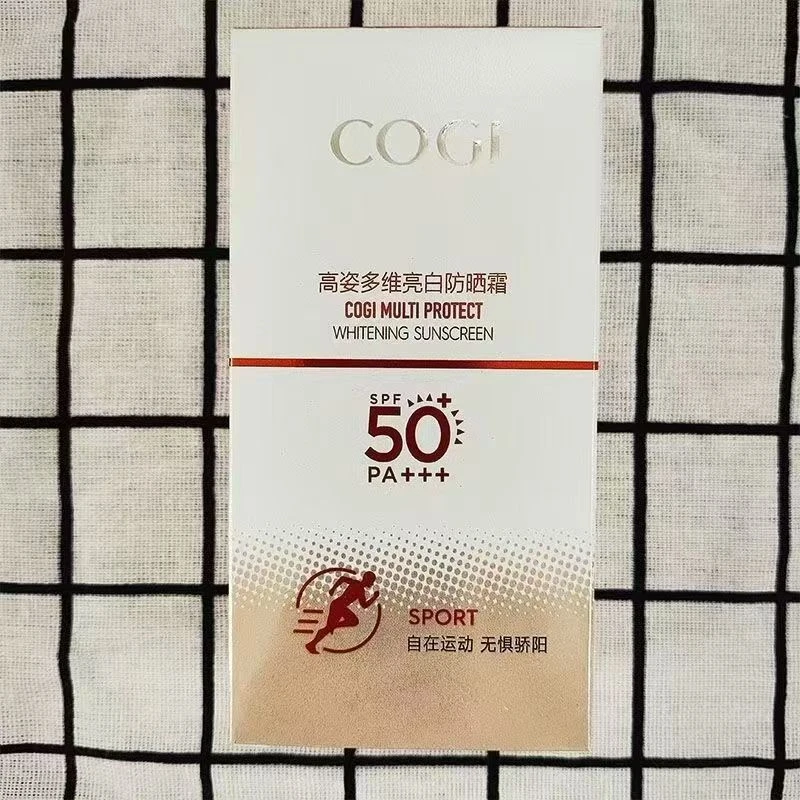 COGi
高姿多维亮白防晒霜
COGI MULTI PROTECT
WHITENING SUNSCREEN
SPF
50+
PA+++
SPORT
自在运动 无惧骄阳